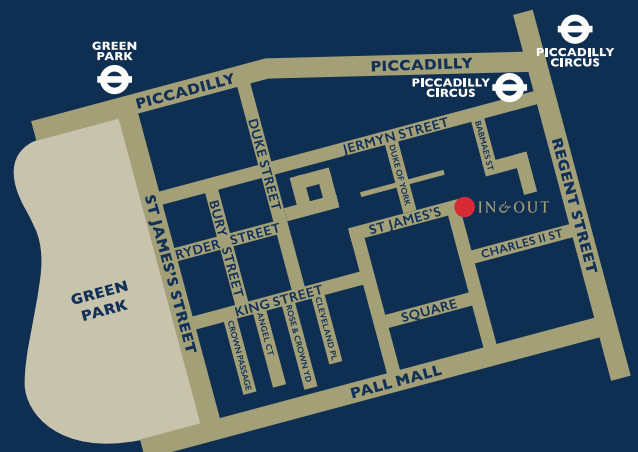 GREEN
PARK
PICCADILLY
CIRCUS
PICCADILLY
PICCADILLY
PICCADILLY
CIRCUS
DUKE STREET
JERMYN STREET
BABMAES ST
DUKE OF YORK
REGENT STREET
ST JAMES'S STREET
BURY STREET
RYDER STREET
ST JAMES'S
IN & OUT
CHARLES II ST
GREEN
PARK
KING STREET
SQUARE
CROWN PASSAGE
ANGEL CT
ROSE & CROWN YD
CLEVELAND PL
PALL MALL